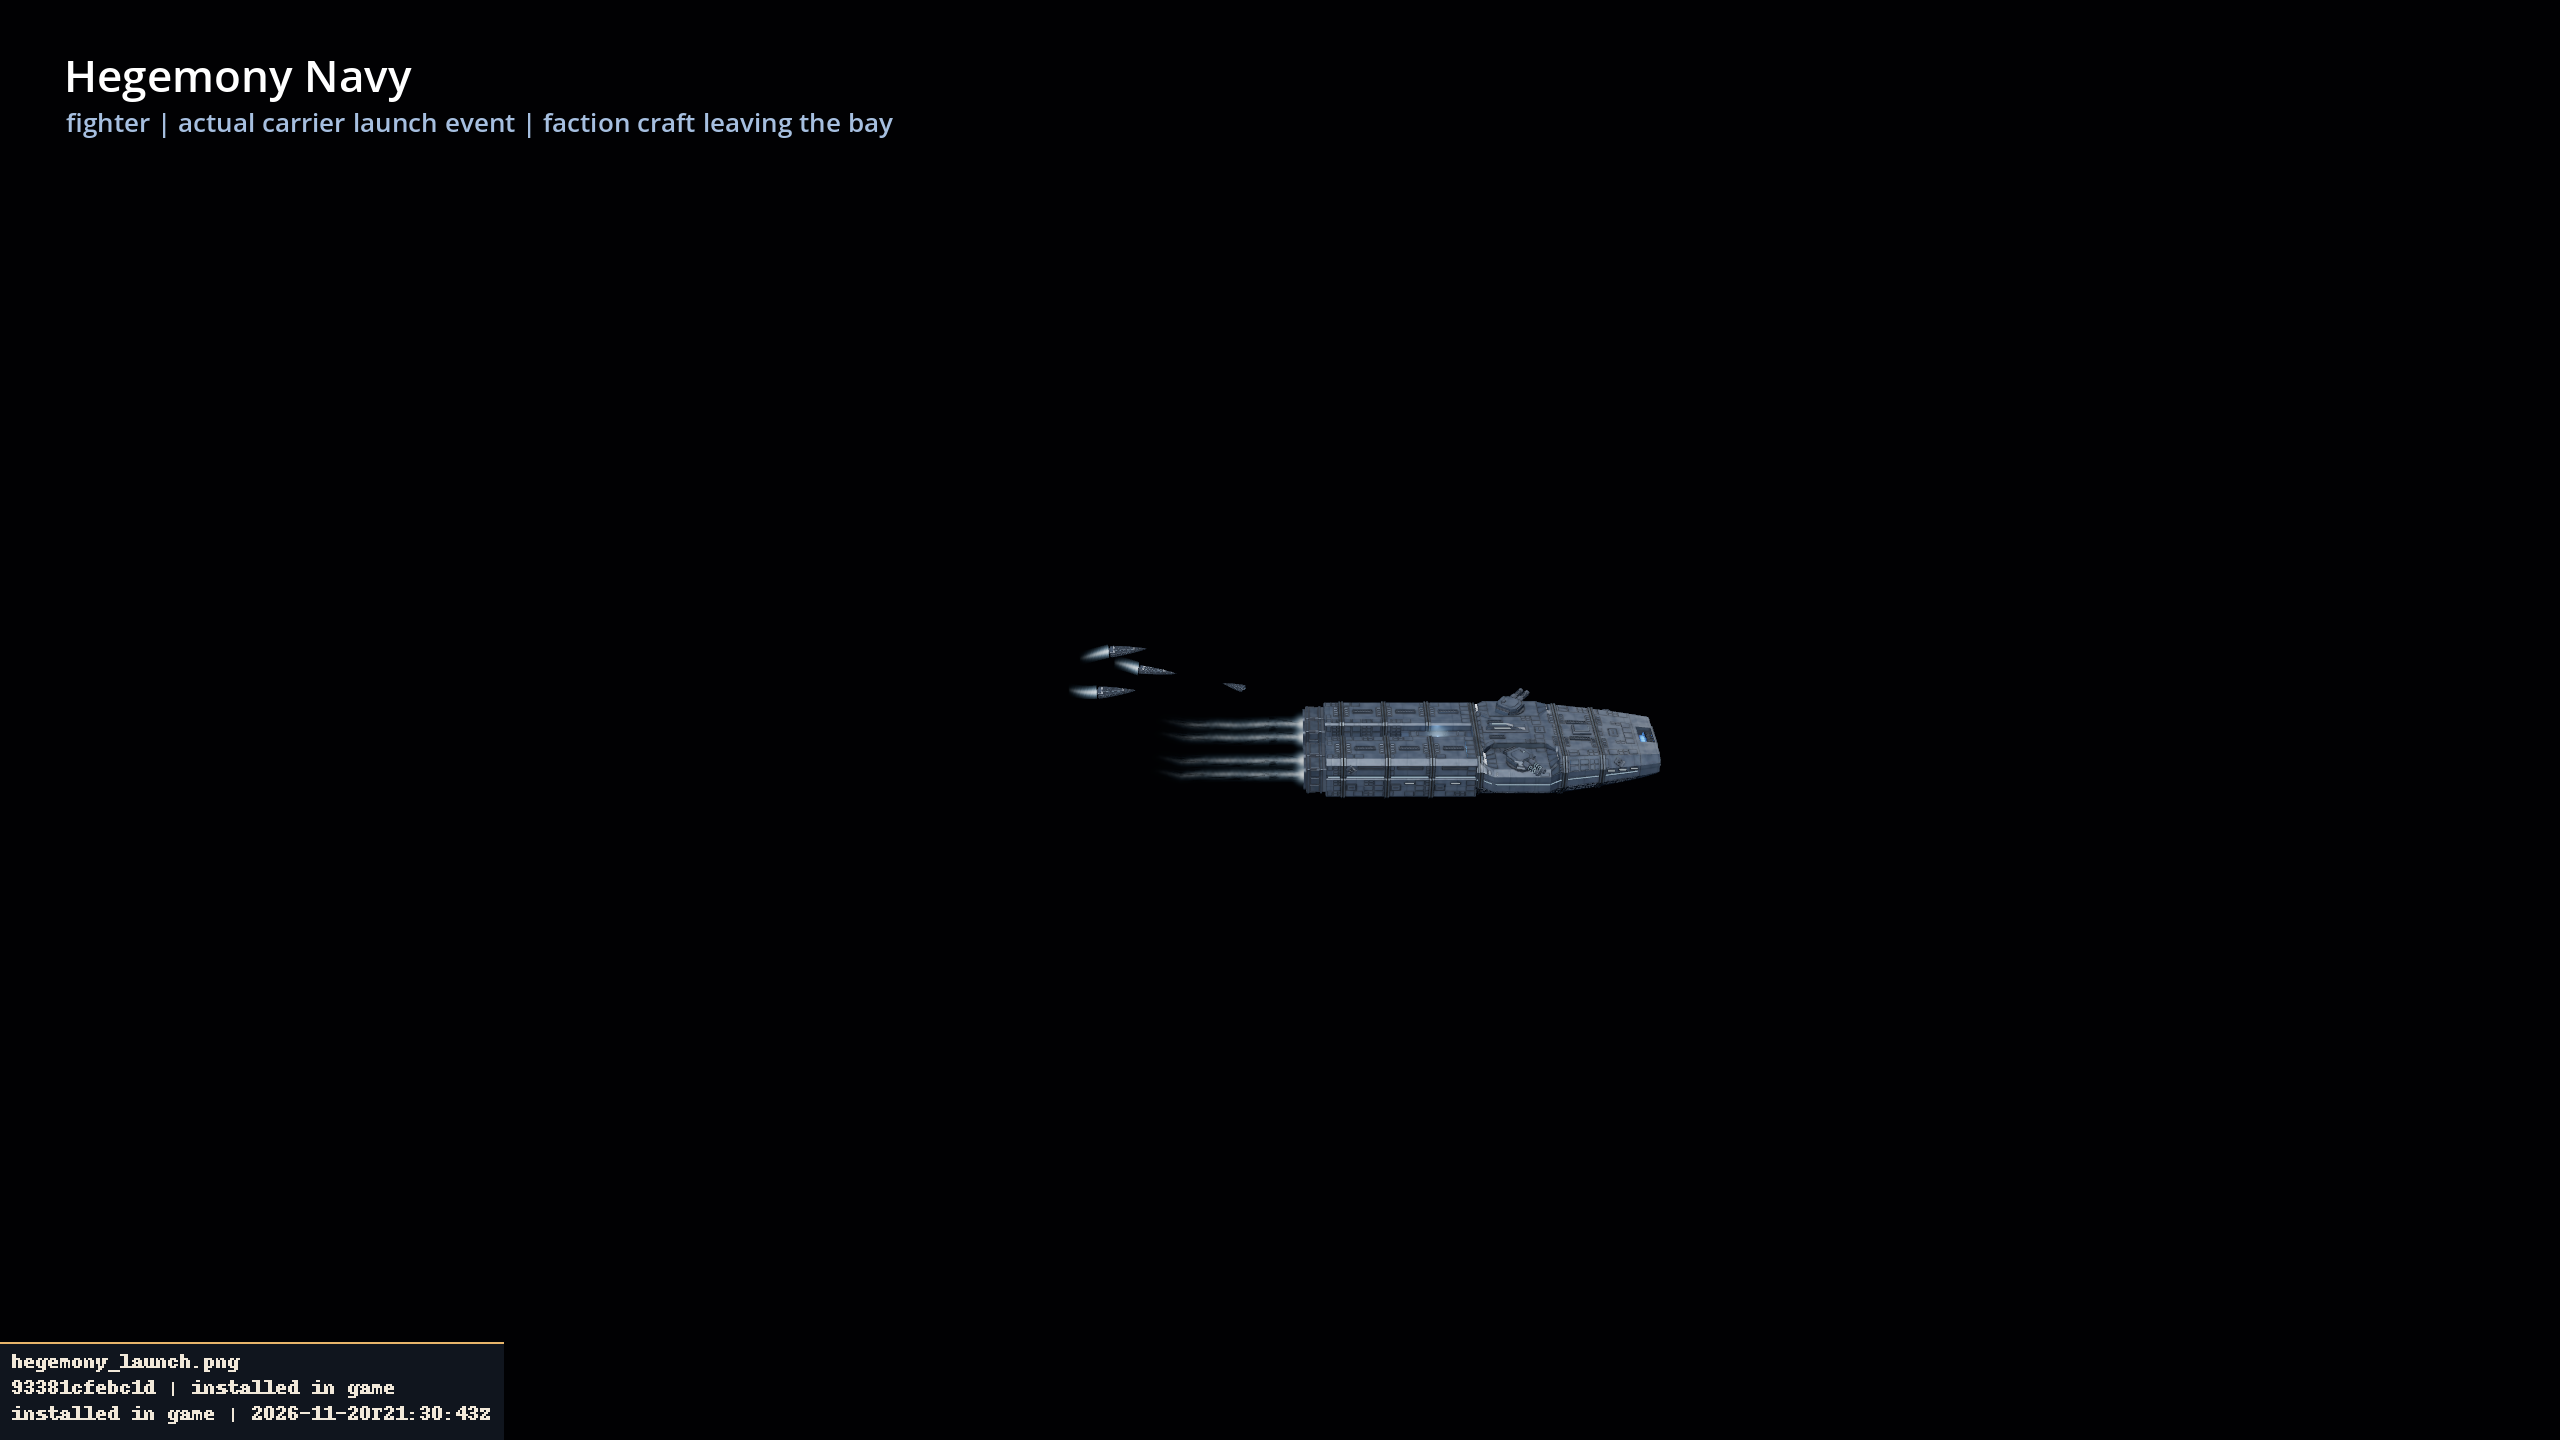 Hegemony Navy
fighter | actual carrier launch event | faction craft leaving the bay
hegemony_launch.png
93381cfebc1d | installed in game
installed in game | 2026-11-20T21:30:43Z